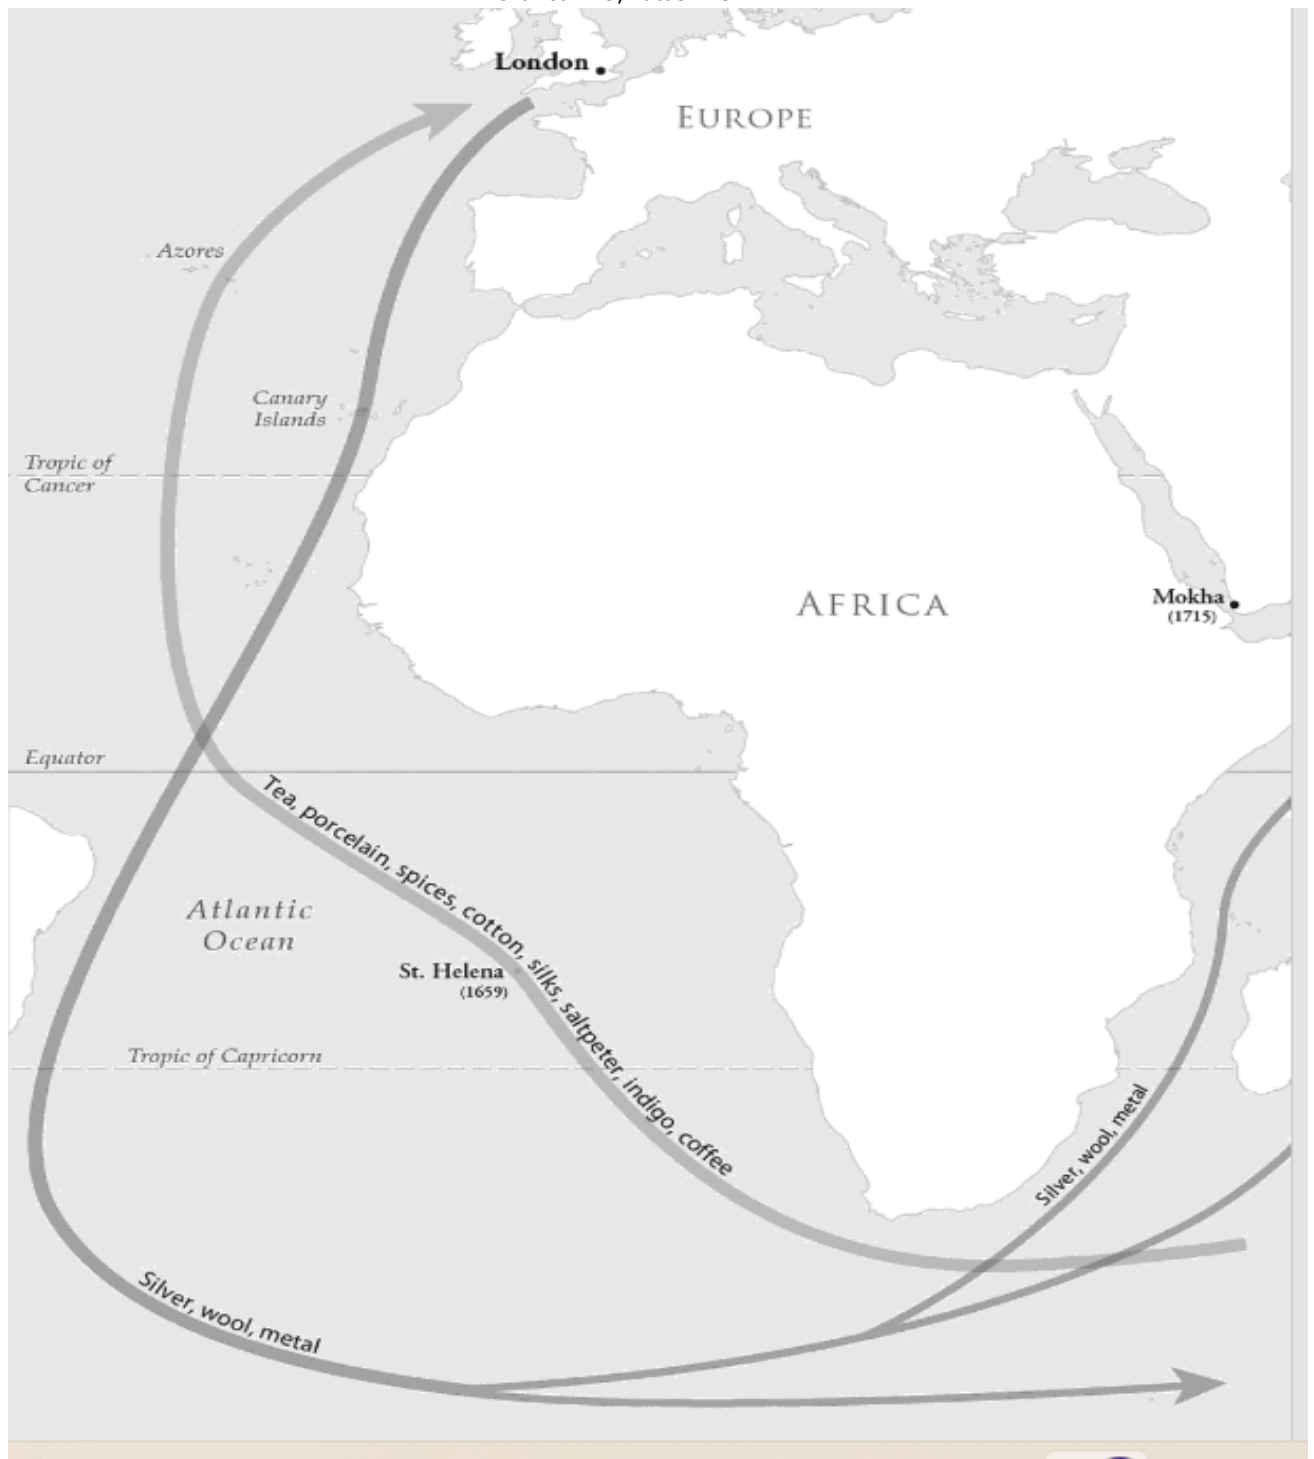 London
EUROPE
Azores
Canary
Islands
Tropic of
Cancer
AFRICA
Mokha
(1715)
Equator
Tea, porcelain, spices, cotton, silks, saltpeter, indigo, coffee
Atlantic
Ocean
St. Helena
(1659)
Tropic of Capricorn
Silver, wool, metal
Silver, wool, metal